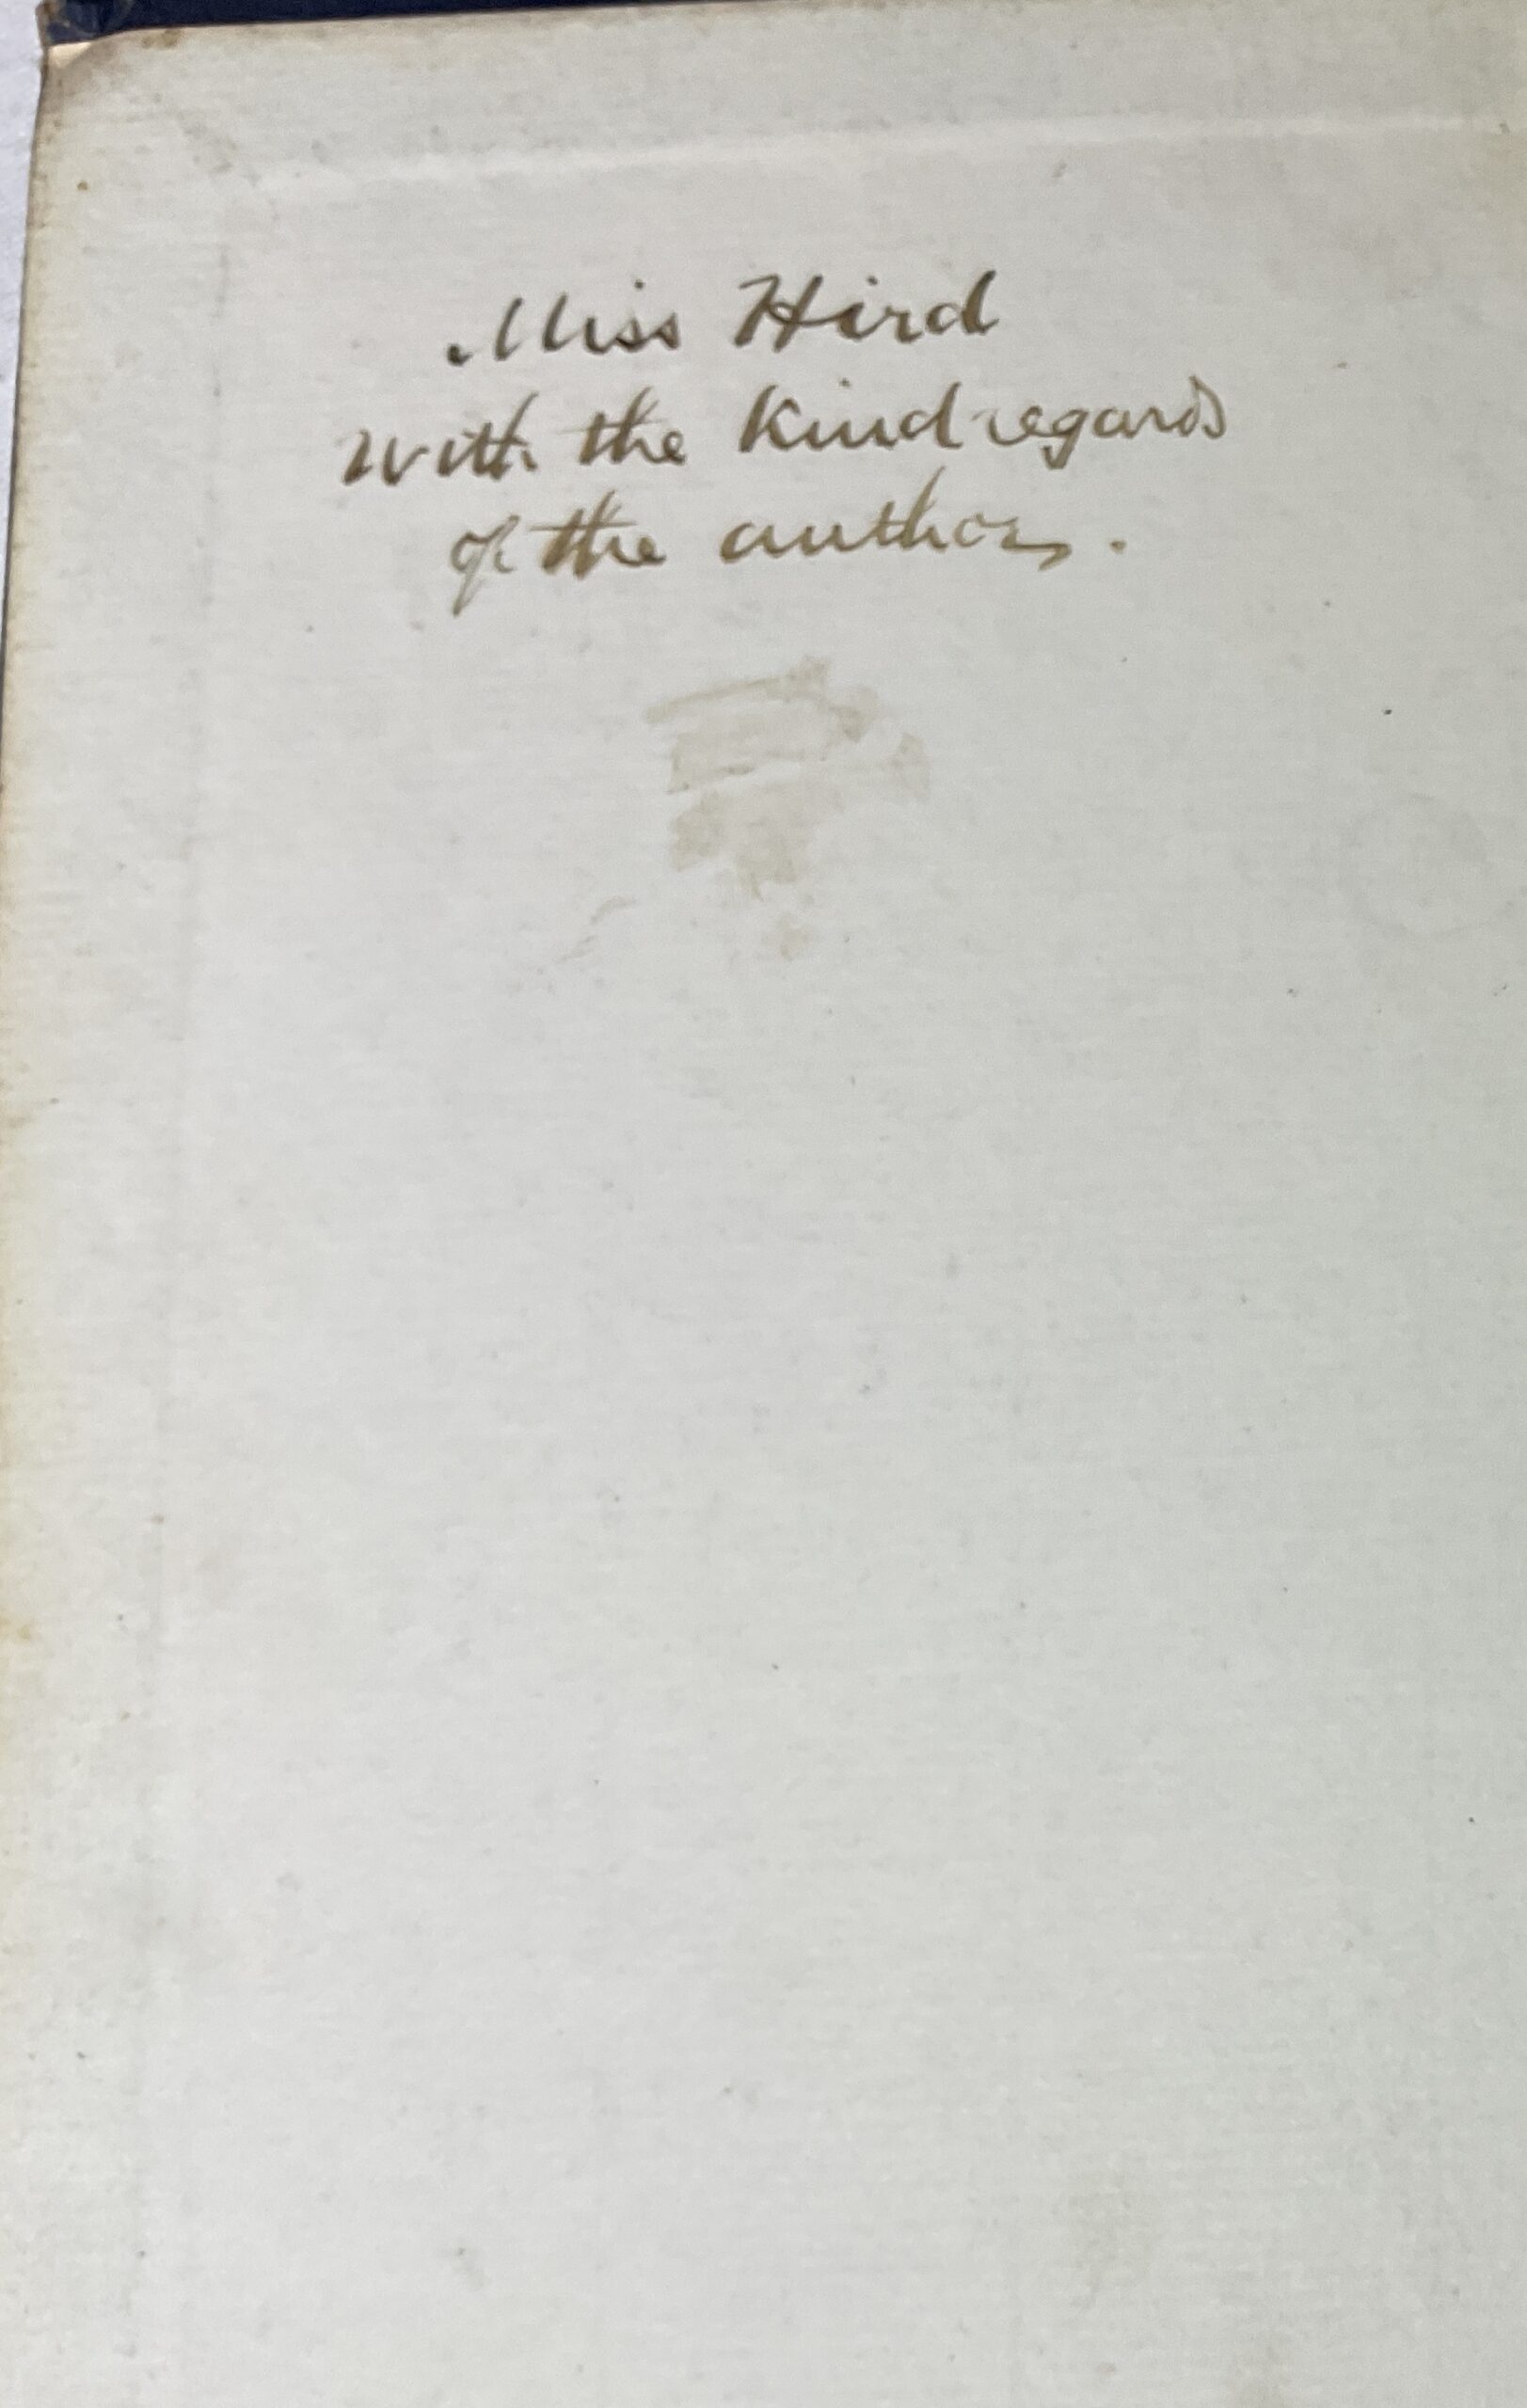 Miss Hird
with the kind regards
of the author.